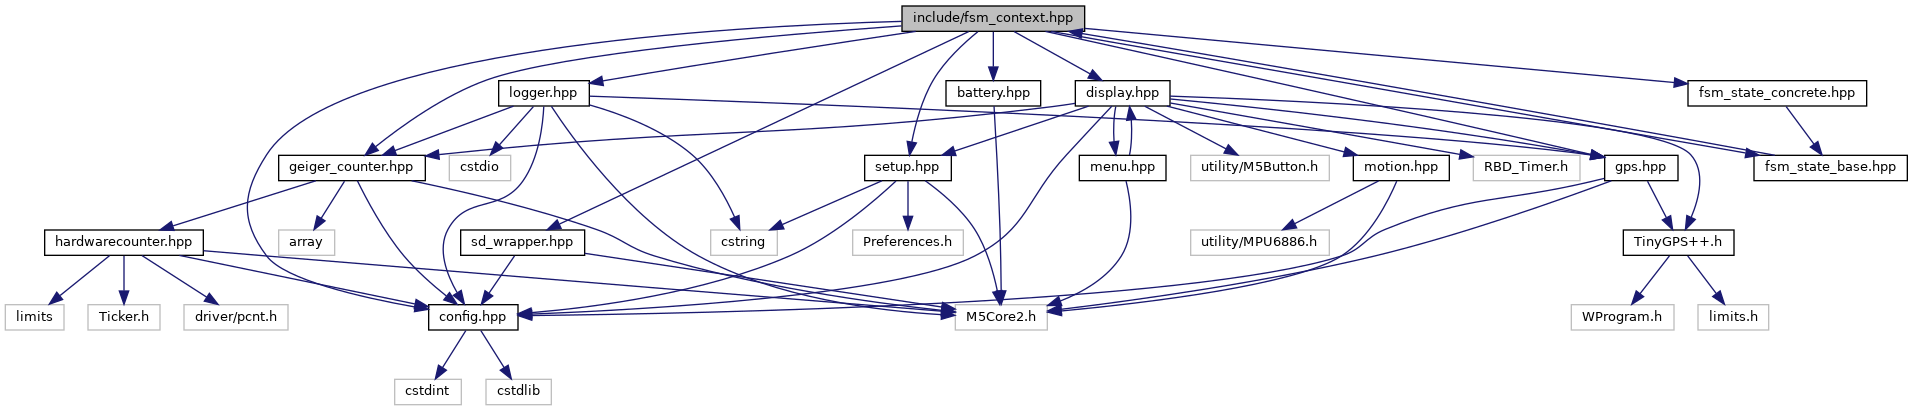 include/fsm_context.hpp
logger.hpp
battery.hpp
display.hpp
fsm_state_concrete.hpp
geiger_counter.hpp
cstdio
setup.hpp
menu.hpp
utility/M5Button.h
motion.hpp
RBD_Timer.h
gps.hpp
fsm_state_base.hpp
hardwarecounter.hpp
array
sd_wrapper.hpp
cstring
Preferences.h
utility/MPU6886.h
TinyGPS++.h
limits
Ticker.h
driver/pcnt.h
config.hpp
M5Core2.h
WProgram.h
limits.h
cstdint
cstdlib